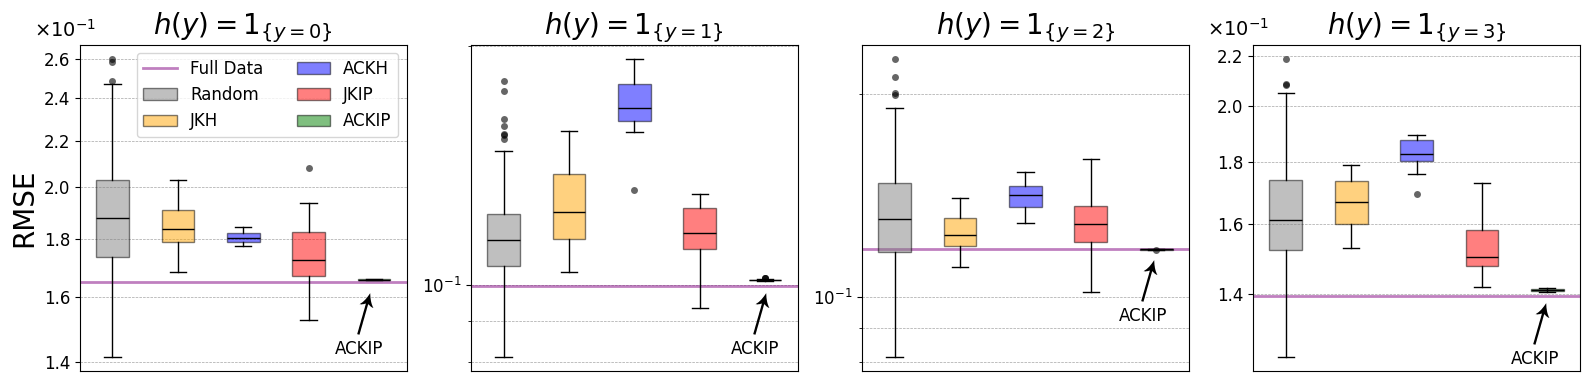 h(y) = 1_{y=0}
h(y) = 1_{y=1}
h(y) = 1_{y=2}
h(y) = 1_{y=3}
RMSE
×10⁻¹
2.6
2.4
2.2
2.0
1.8
1.6
1.4
Full Data
Random
JKH
ACKH
JKIP
ACKIP
ACKIP
10⁻¹
ACKIP
10⁻¹
ACKIP
×10⁻¹
2.2
2.0
1.8
1.6
1.4
ACKIP